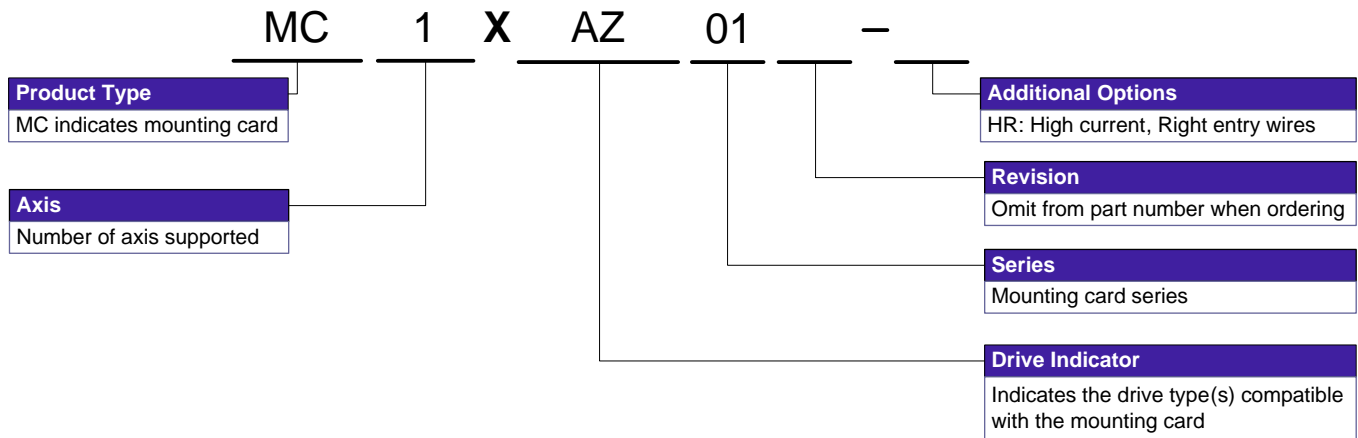 MC 1 X AZ 01 –
Product Type
MC indicates mounting card
Axis
Number of axis supported
Additional Options
HR: High current, Right entry wires
Revision
Omit from part number when ordering
Series
Mounting card series
Drive Indicator
Indicates the drive type(s) compatible
with the mounting card